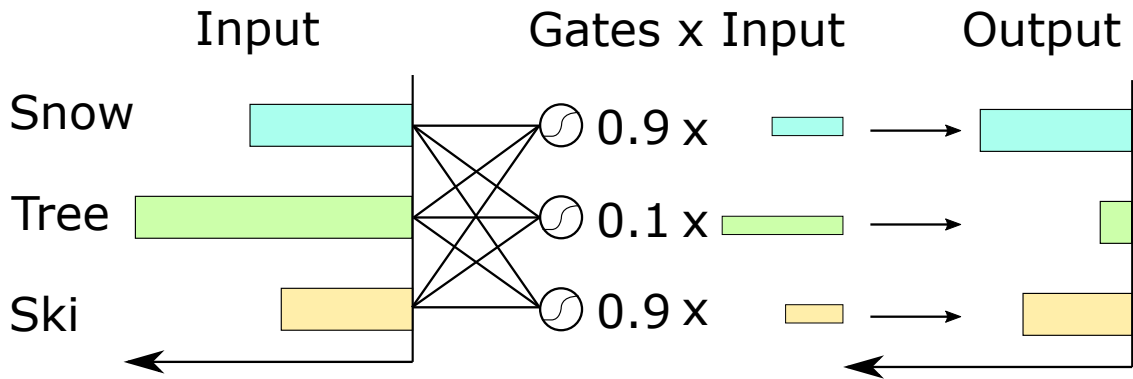 Input Gates x Input Output
Snow 0.9 x
Tree 0.1 x
Ski 0.9 x